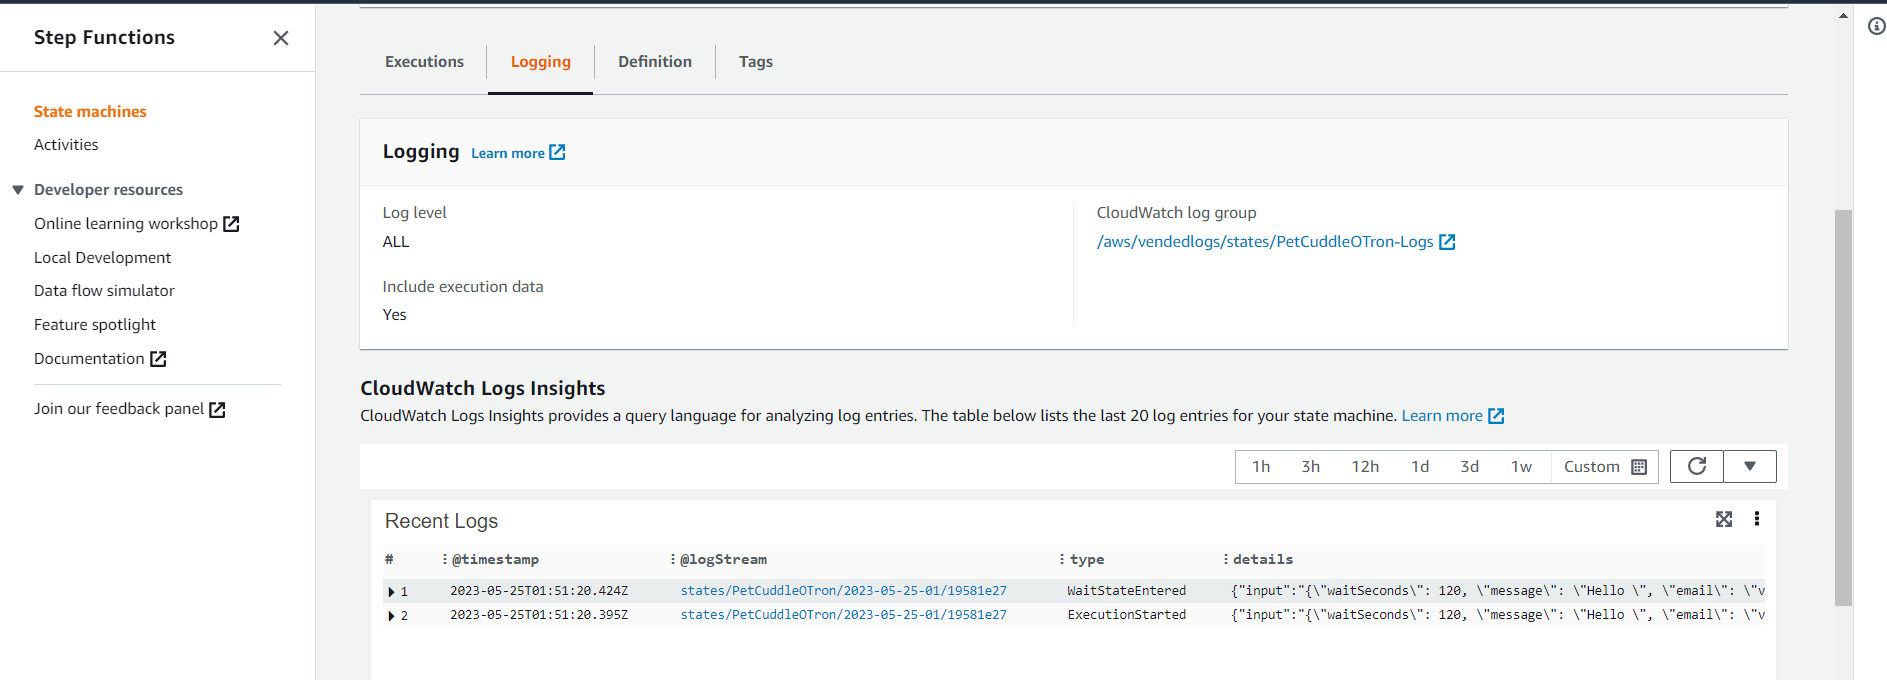 Step Functions
State machines
Activities
Developer resources
Online learning workshop
Local Development
Data flow simulator
Feature spotlight
Documentation
Join our feedback panel
Executions
Logging
Definition
Tags
Logging Learn more
Log level
ALL
Include execution data
Yes
CloudWatch log group
/aws/vendedlogs/states/PetCuddleOTron-Logs
CloudWatch Logs Insights
CloudWatch Logs Insights provides a query language for analyzing log entries. The table below lists the last 20 log entries for your state machine. Learn more
1h 3h 12h 1d 3d 1w Custom
Recent Logs
# @timestamp @logStream type details
1 2023-05-25T01:51:20.424Z states/PetCuddleOTron/2023-05-25-01/19581e27 WaitStateEntered {"input":"{\"waitSeconds\": 120, \"message\": \"Hello \", \"email\": \"v
2 2023-05-25T01:51:20.395Z states/PetCuddleOTron/2023-05-25-01/19581e27 ExecutionStarted {"input":"{\"waitSeconds\": 120, \"message\": \"Hello \", \"email\": \"v